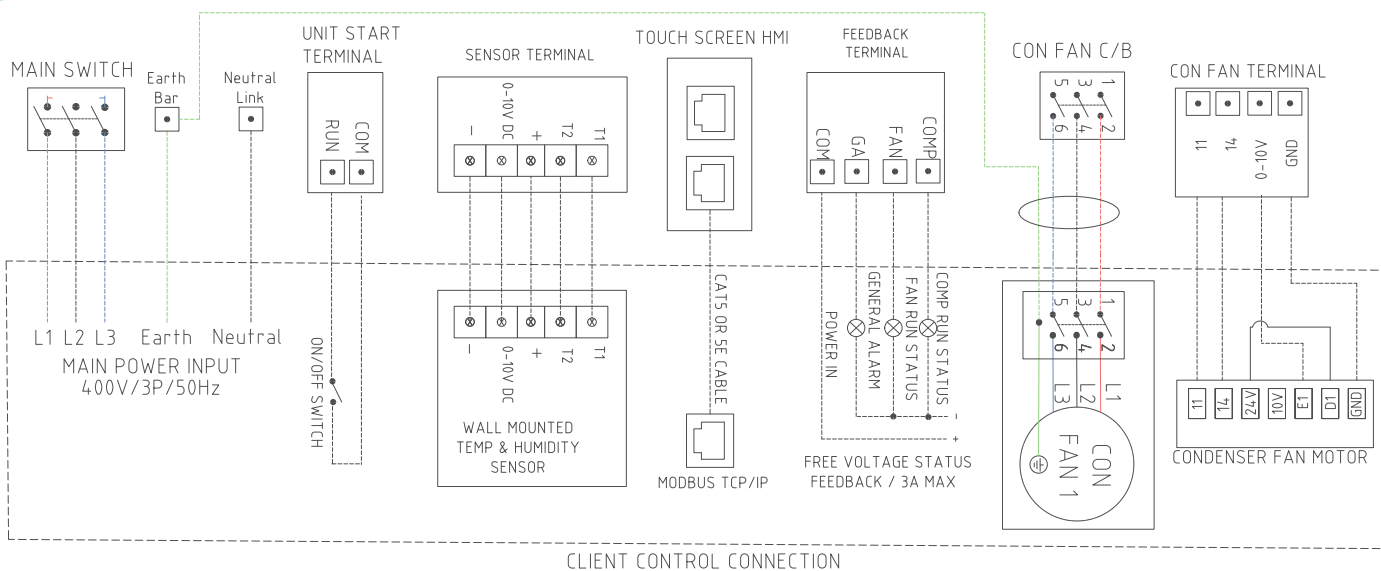 MAIN SWITCH
Earth
Bar
Neutral
Link
UNIT START
TERMINAL
RUN
COM
SENSOR TERMINAL
−
0-10V DC
+
T2
T1
TOUCH SCREEN HMI
FEEDBACK
TERMINAL
COM
GA
FAN
COMP
CON FAN C/B
5
3
1
6
4
2
CON FAN TERMINAL
11
14
0-10V
GND
L1 L2 L3 Earth Neutral
MAIN POWER INPUT
400V/3P/50Hz
ON/OFF SWITCH
−
0-10V DC
+
T2
T1
WALL MOUNTED
TEMP & HUMIDITY
SENSOR
CAT5 OR 5E CABLE
MODBUS TCP/IP
POWER IN
GENERAL ALARM
FAN RUN STATUS
COMP RUN STATUS
-
+
FREE VOLTAGE STATUS
FEEDBACK / 3A MAX
5
3
1
6
4
2
L3
L2
L1
CON
FAN 1
11
14
24V
10V
E1
D1
GND
CONDENSER FAN MOTOR
CLIENT CONTROL CONNECTION